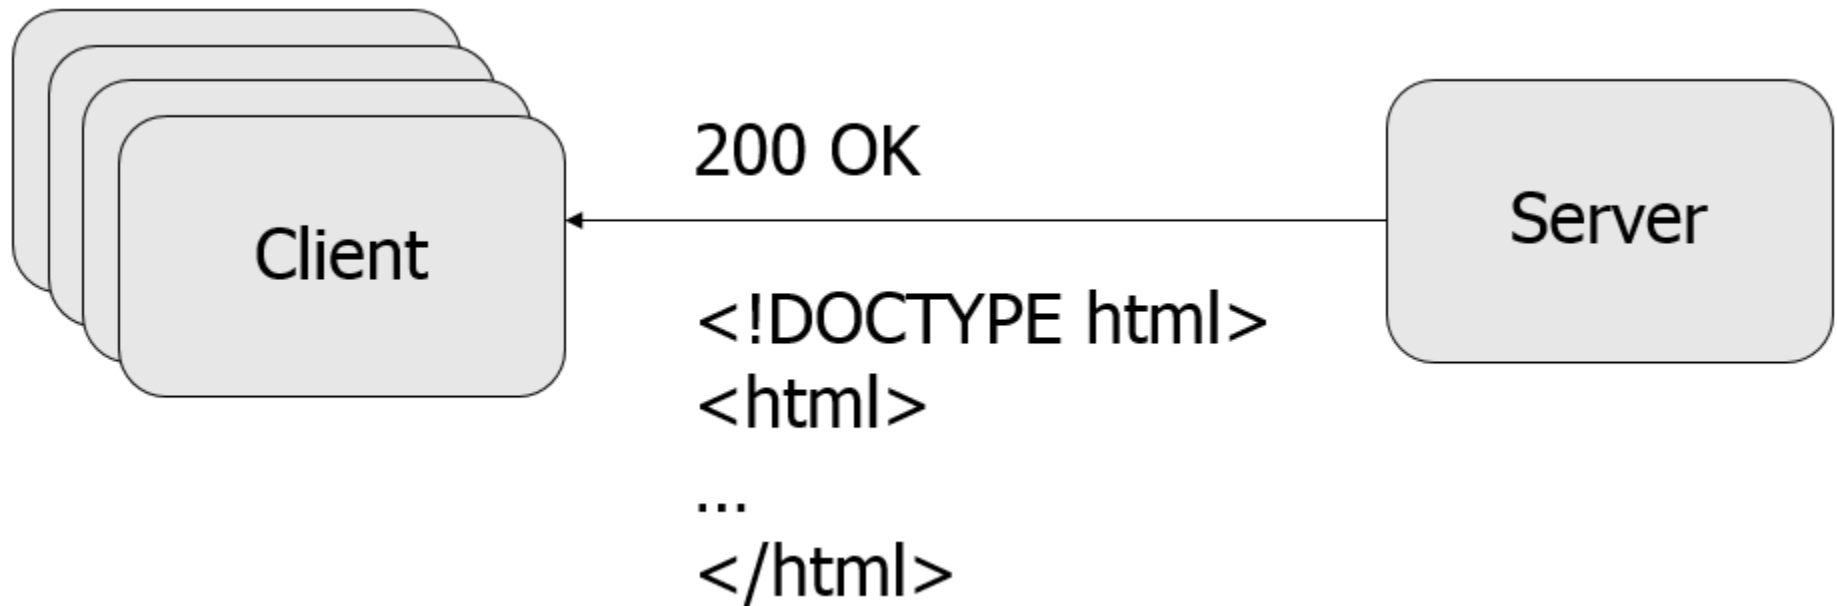 Client
200 OK
Server
<!DOCTYPE html>
<html>
...
</html>